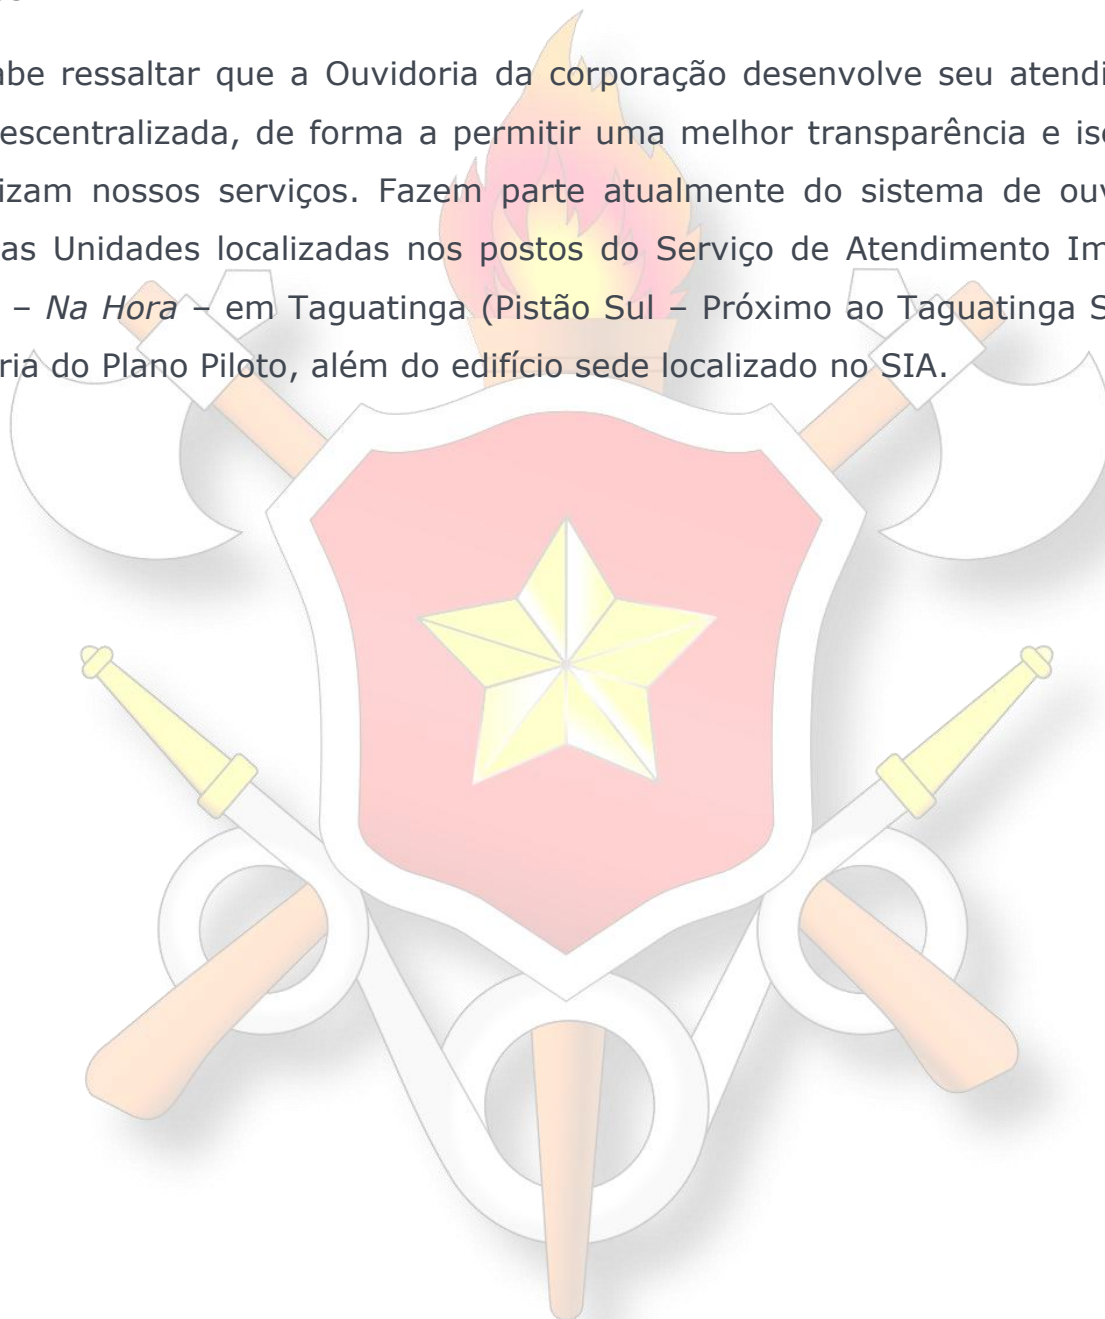 abe ressaltar que a Ouvidoria da corporação desenvolve seu atendi
escentralizada, de forma a permitir uma melhor transparência e iso
izam nossos serviços. Fazem parte atualmente do sistema de ouv
as Unidades localizadas nos postos do Serviço de Atendimento Im
– Na Hora – em Taguatinga (Pistão Sul – Próximo ao Taguatinga S
ria do Plano Piloto, além do edifício sede localizado no SIA.